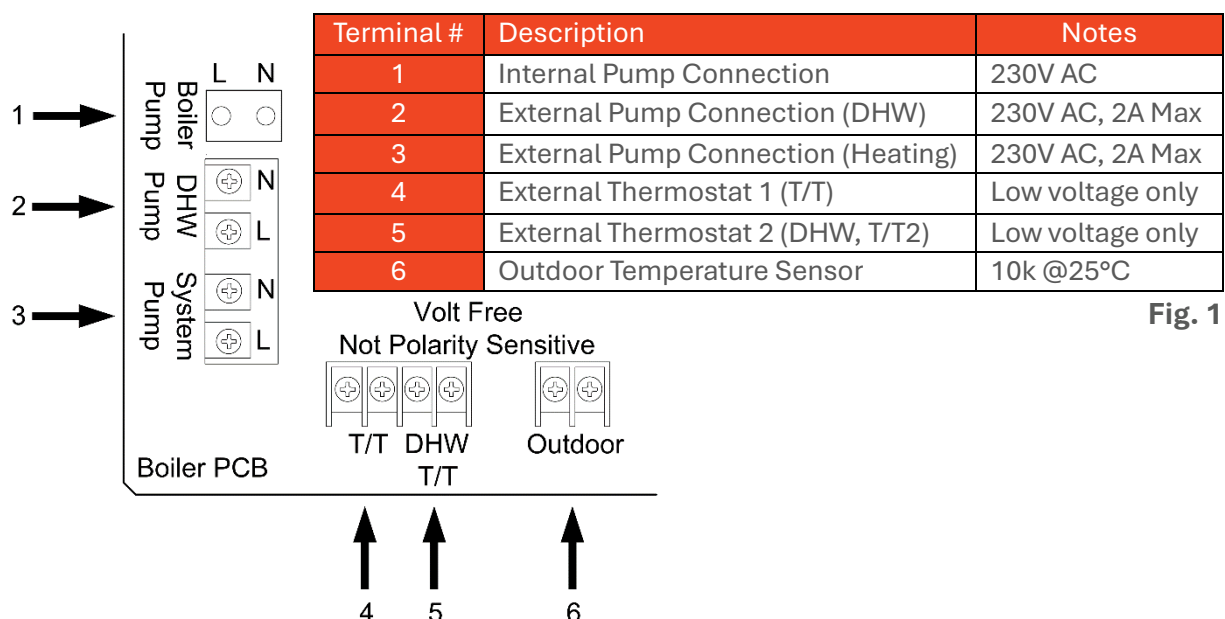 Terminal # Description Notes
1 Internal Pump Connection 230V AC
2 External Pump Connection (DHW) 230V AC, 2A Max
3 External Pump Connection (Heating) 230V AC, 2A Max
4 External Thermostat 1 (T/T) Low voltage only
5 External Thermostat 2 (DHW, T/T2) Low voltage only
6 Outdoor Temperature Sensor 10k @25°C
Fig. 1
L N
1
Boiler
Pump
2
DHW
Pump
N
L
3
System
Pump
N
L
Volt Free
Not Polarity Sensitive
T/T DHW
T/T
Outdoor
Boiler PCB
4 5 6